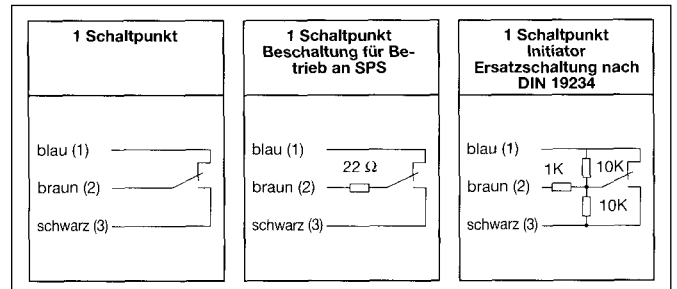 1 Schaltpunkt
blau (1)
braun (2)
schwarz (3)
1 Schaltpunkt
Beschaltung für Be-
trieb an SPS
blau (1)
22 Ω
braun (2)
schwarz (3)
1 Schaltpunkt
Initiator
Ersatzschaltung nach
DIN 19234
blau (1)
1K
10K
braun (2)
10K
schwarz (3)